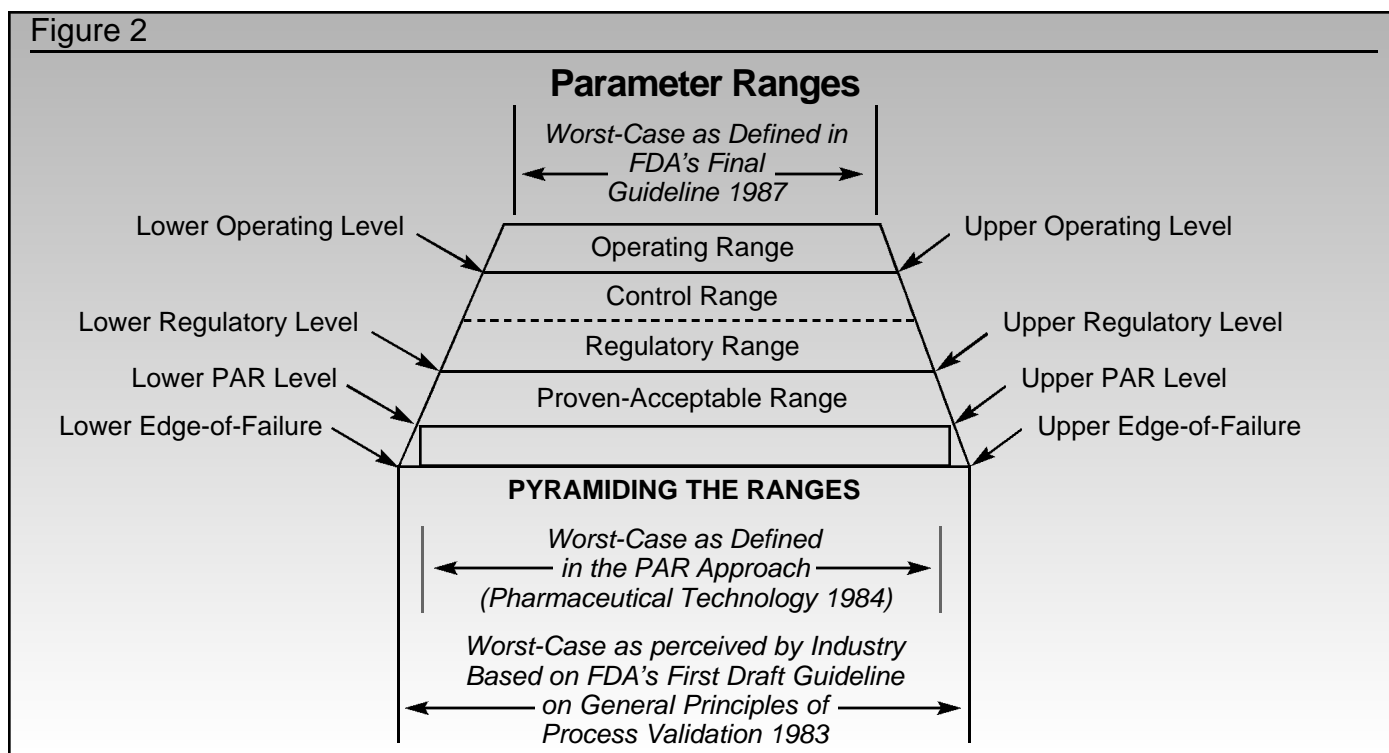 Figure 2
Parameter Ranges
Worst-Case as Defined in
FDA's Final
Guideline 1987
Lower Operating Level
Upper Operating Level
Operating Range
Control Range
Lower Regulatory Level
Upper Regulatory Level
Regulatory Range
Lower PAR Level
Upper PAR Level
Proven-Acceptable Range
Lower Edge-of-Failure
Upper Edge-of-Failure
PYRAMIDING THE RANGES
Worst-Case as Defined
in the PAR Approach
(Pharmaceutical Technology 1984)
Worst-Case as perceived by Industry
Based on FDA's First Draft Guideline
on General Principles of
Process Validation 1983